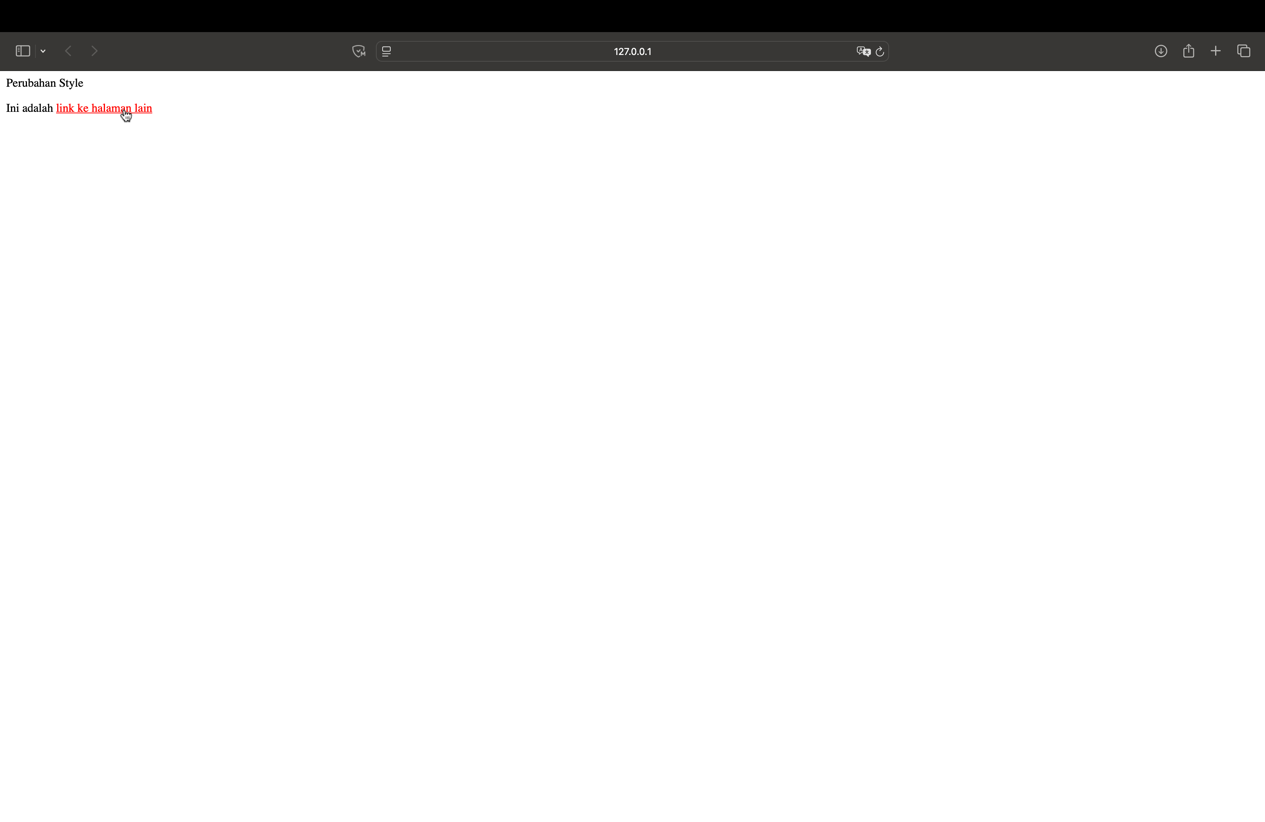 127.0.0.1
Perubahan Style
Ini adalah link ke halaman lain